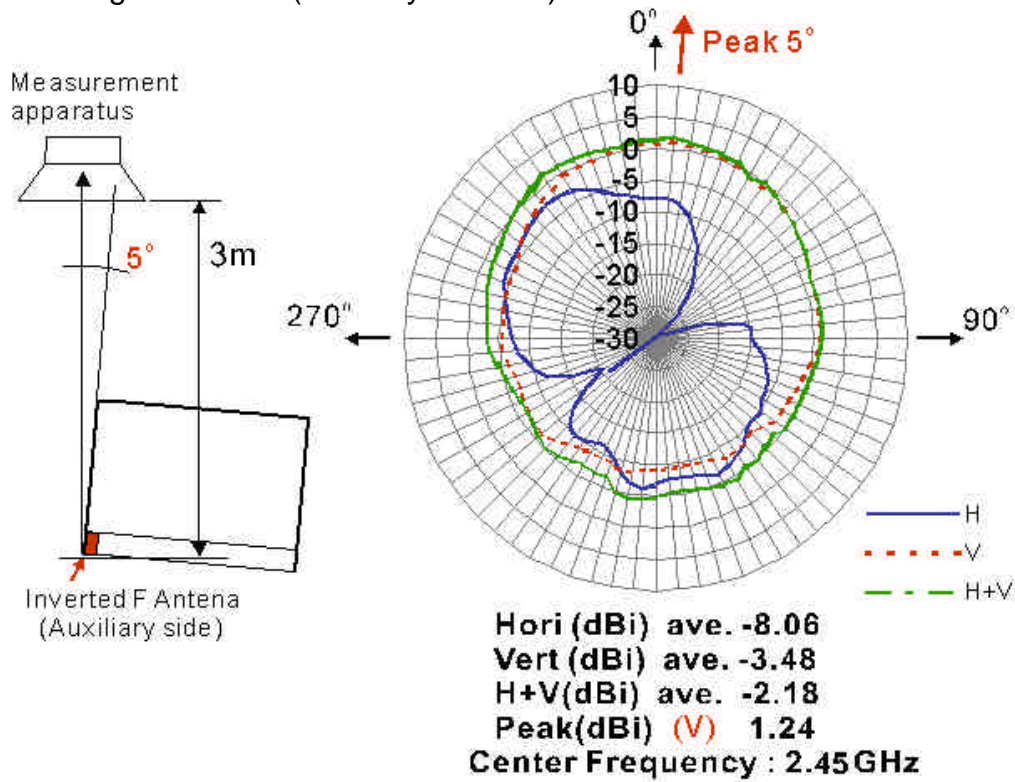 Measurement
apparatus
5°
3m
Inverted F Antena
(Auxiliary side)
0°
Peak 5°
10
5
0
-5
-10
-15
-20
-25
-30
270°
90°
H
V
H+V
Hori (dBi) ave. -8.06
Vert (dBi) ave. -3.48
H+V(dBi) ave. -2.18
Peak(dBi) (V) 1.24
Center Frequency : 2.45GHz